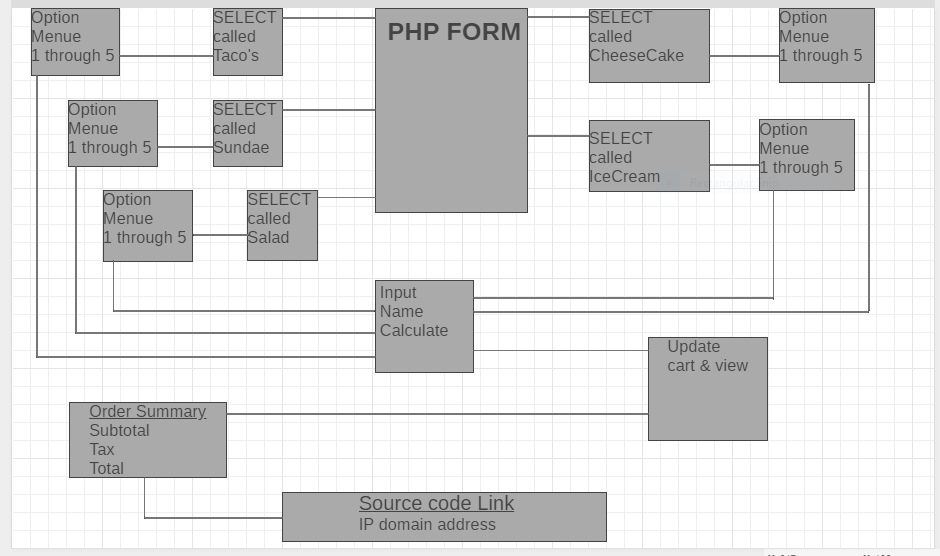 Option
Menue
1 through 5
SELECT
called
Taco's
PHP FORM
SELECT
called
CheeseCake
Option
Menue
1 through 5
Option
Menue
1 through 5
SELECT
called
Sundae
SELECT
called
IceCream
Option
Menue
1 through 5
Option
Menue
1 through 5
SELECT
called
Salad
Input
Name
Calculate
Update
cart & view
Order Summary
Subtotal
Tax
Total
Source code Link
IP domain address